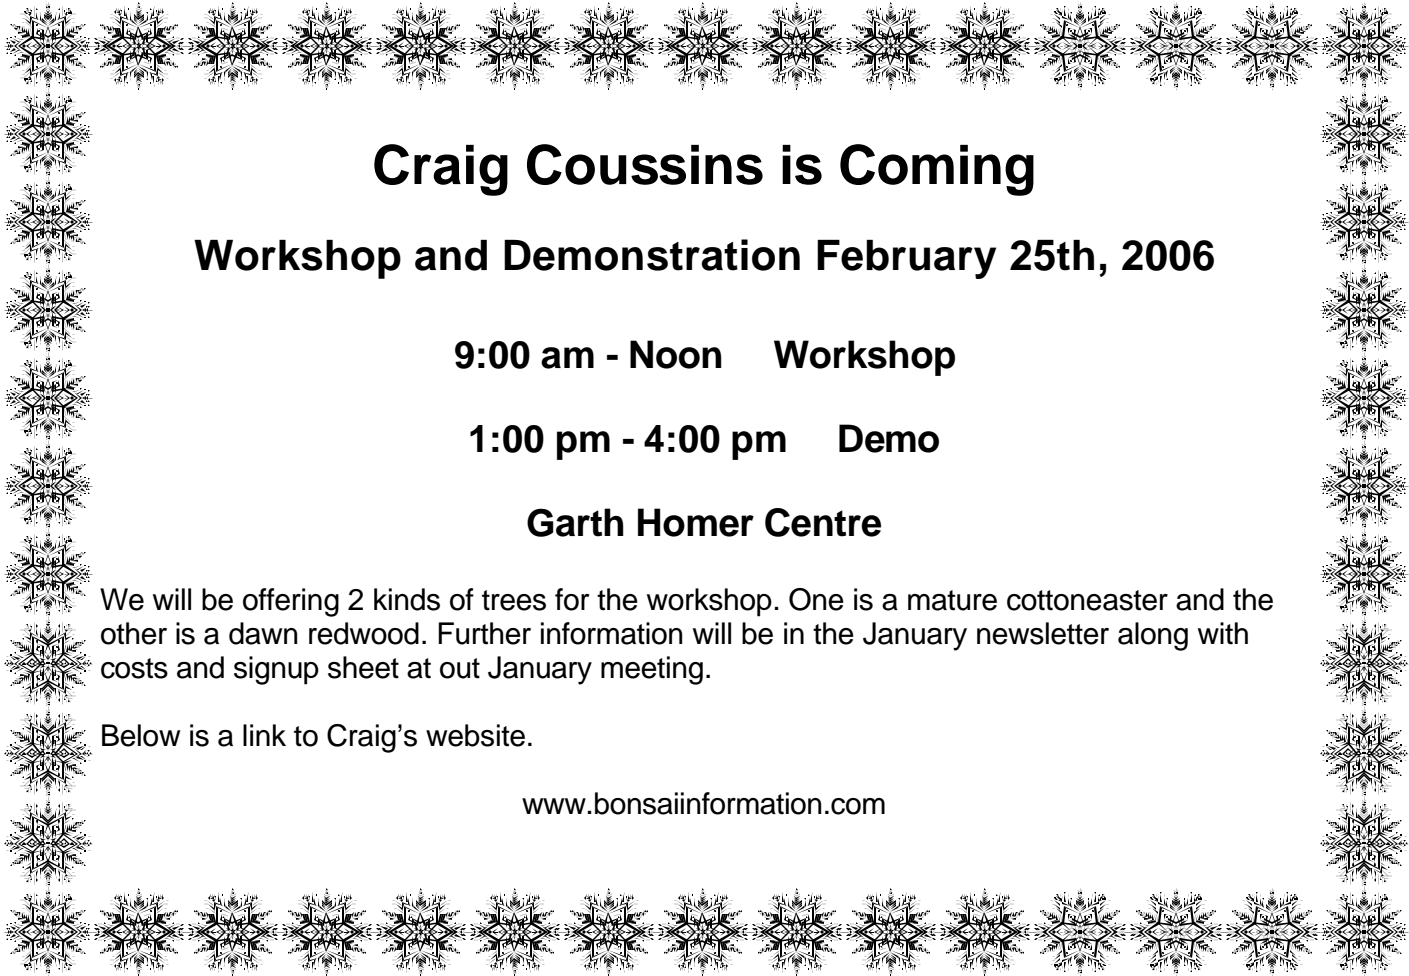 Craig Coussins is Coming
Workshop and Demonstration February 25th, 2006
9:00 am - Noon Workshop
1:00 pm - 4:00 pm Demo
Garth Homer Centre
We will be offering 2 kinds of trees for the workshop. One is a mature cottoneaster and the
other is a dawn redwood. Further information will be in the January newsletter along with
costs and signup sheet at out January meeting.
Below is a link to Craig’s website.
www.bonsaiinformation.com